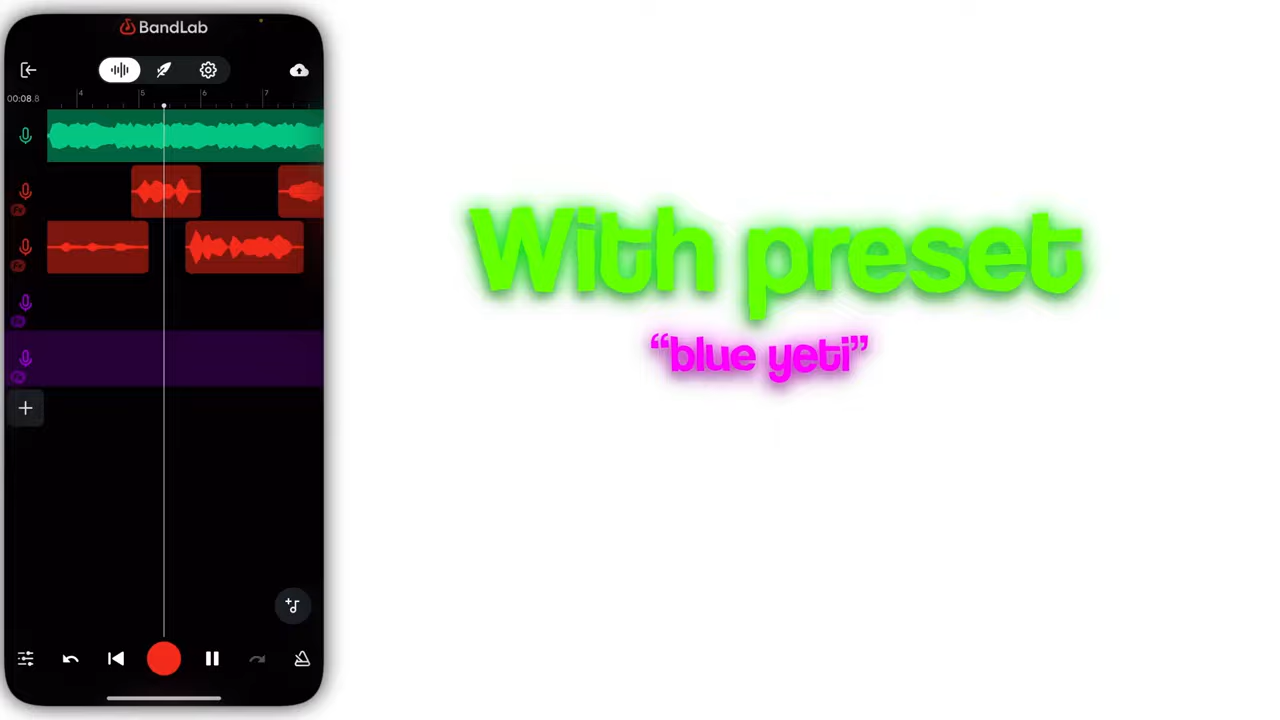 BandLab
00:08.8
4 5 6 7
With preset
“blue yeti”